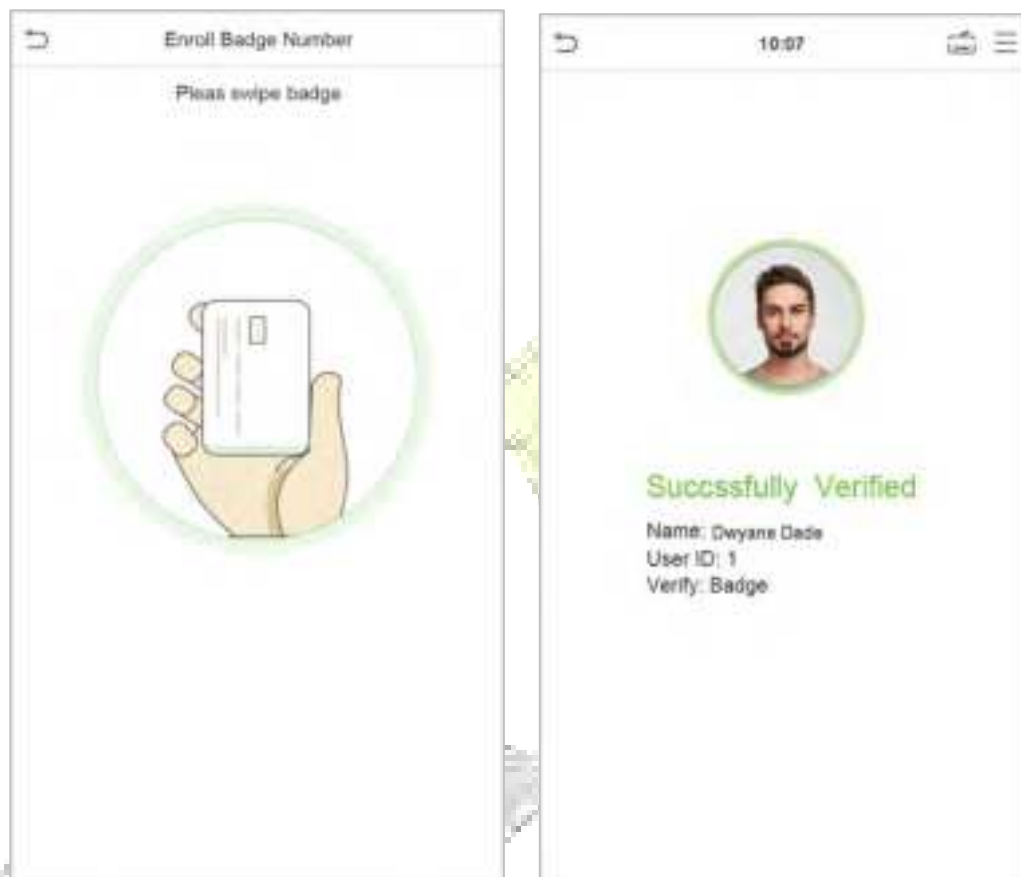 Enroll Badge Number
Pleas swipe badge
10:07
Succssfully Verified
Name: Dwyane Dade
User ID: 1
Verify: Badge